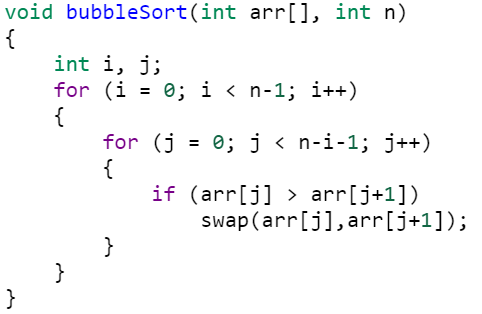 void bubbleSort(int arr[], int n)
{
    int i, j;
    for (i = 0; i < n-1; i++)
    {
        for (j = 0; j < n-i-1; j++)
        {
            if (arr[j] > arr[j+1])
                swap(arr[j],arr[j+1]);
        }
    }
}